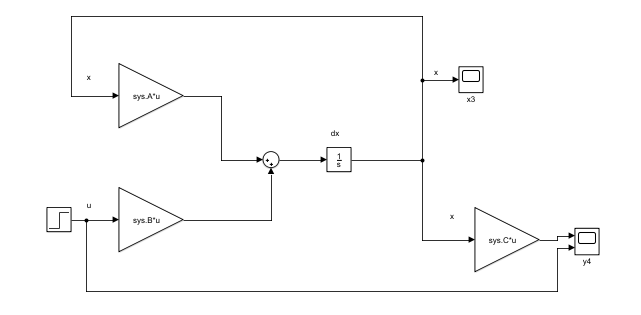 x
sys.A*u
x
x3
dx
++
1
s
u
sys.B*u
x
sys.C*u
y4